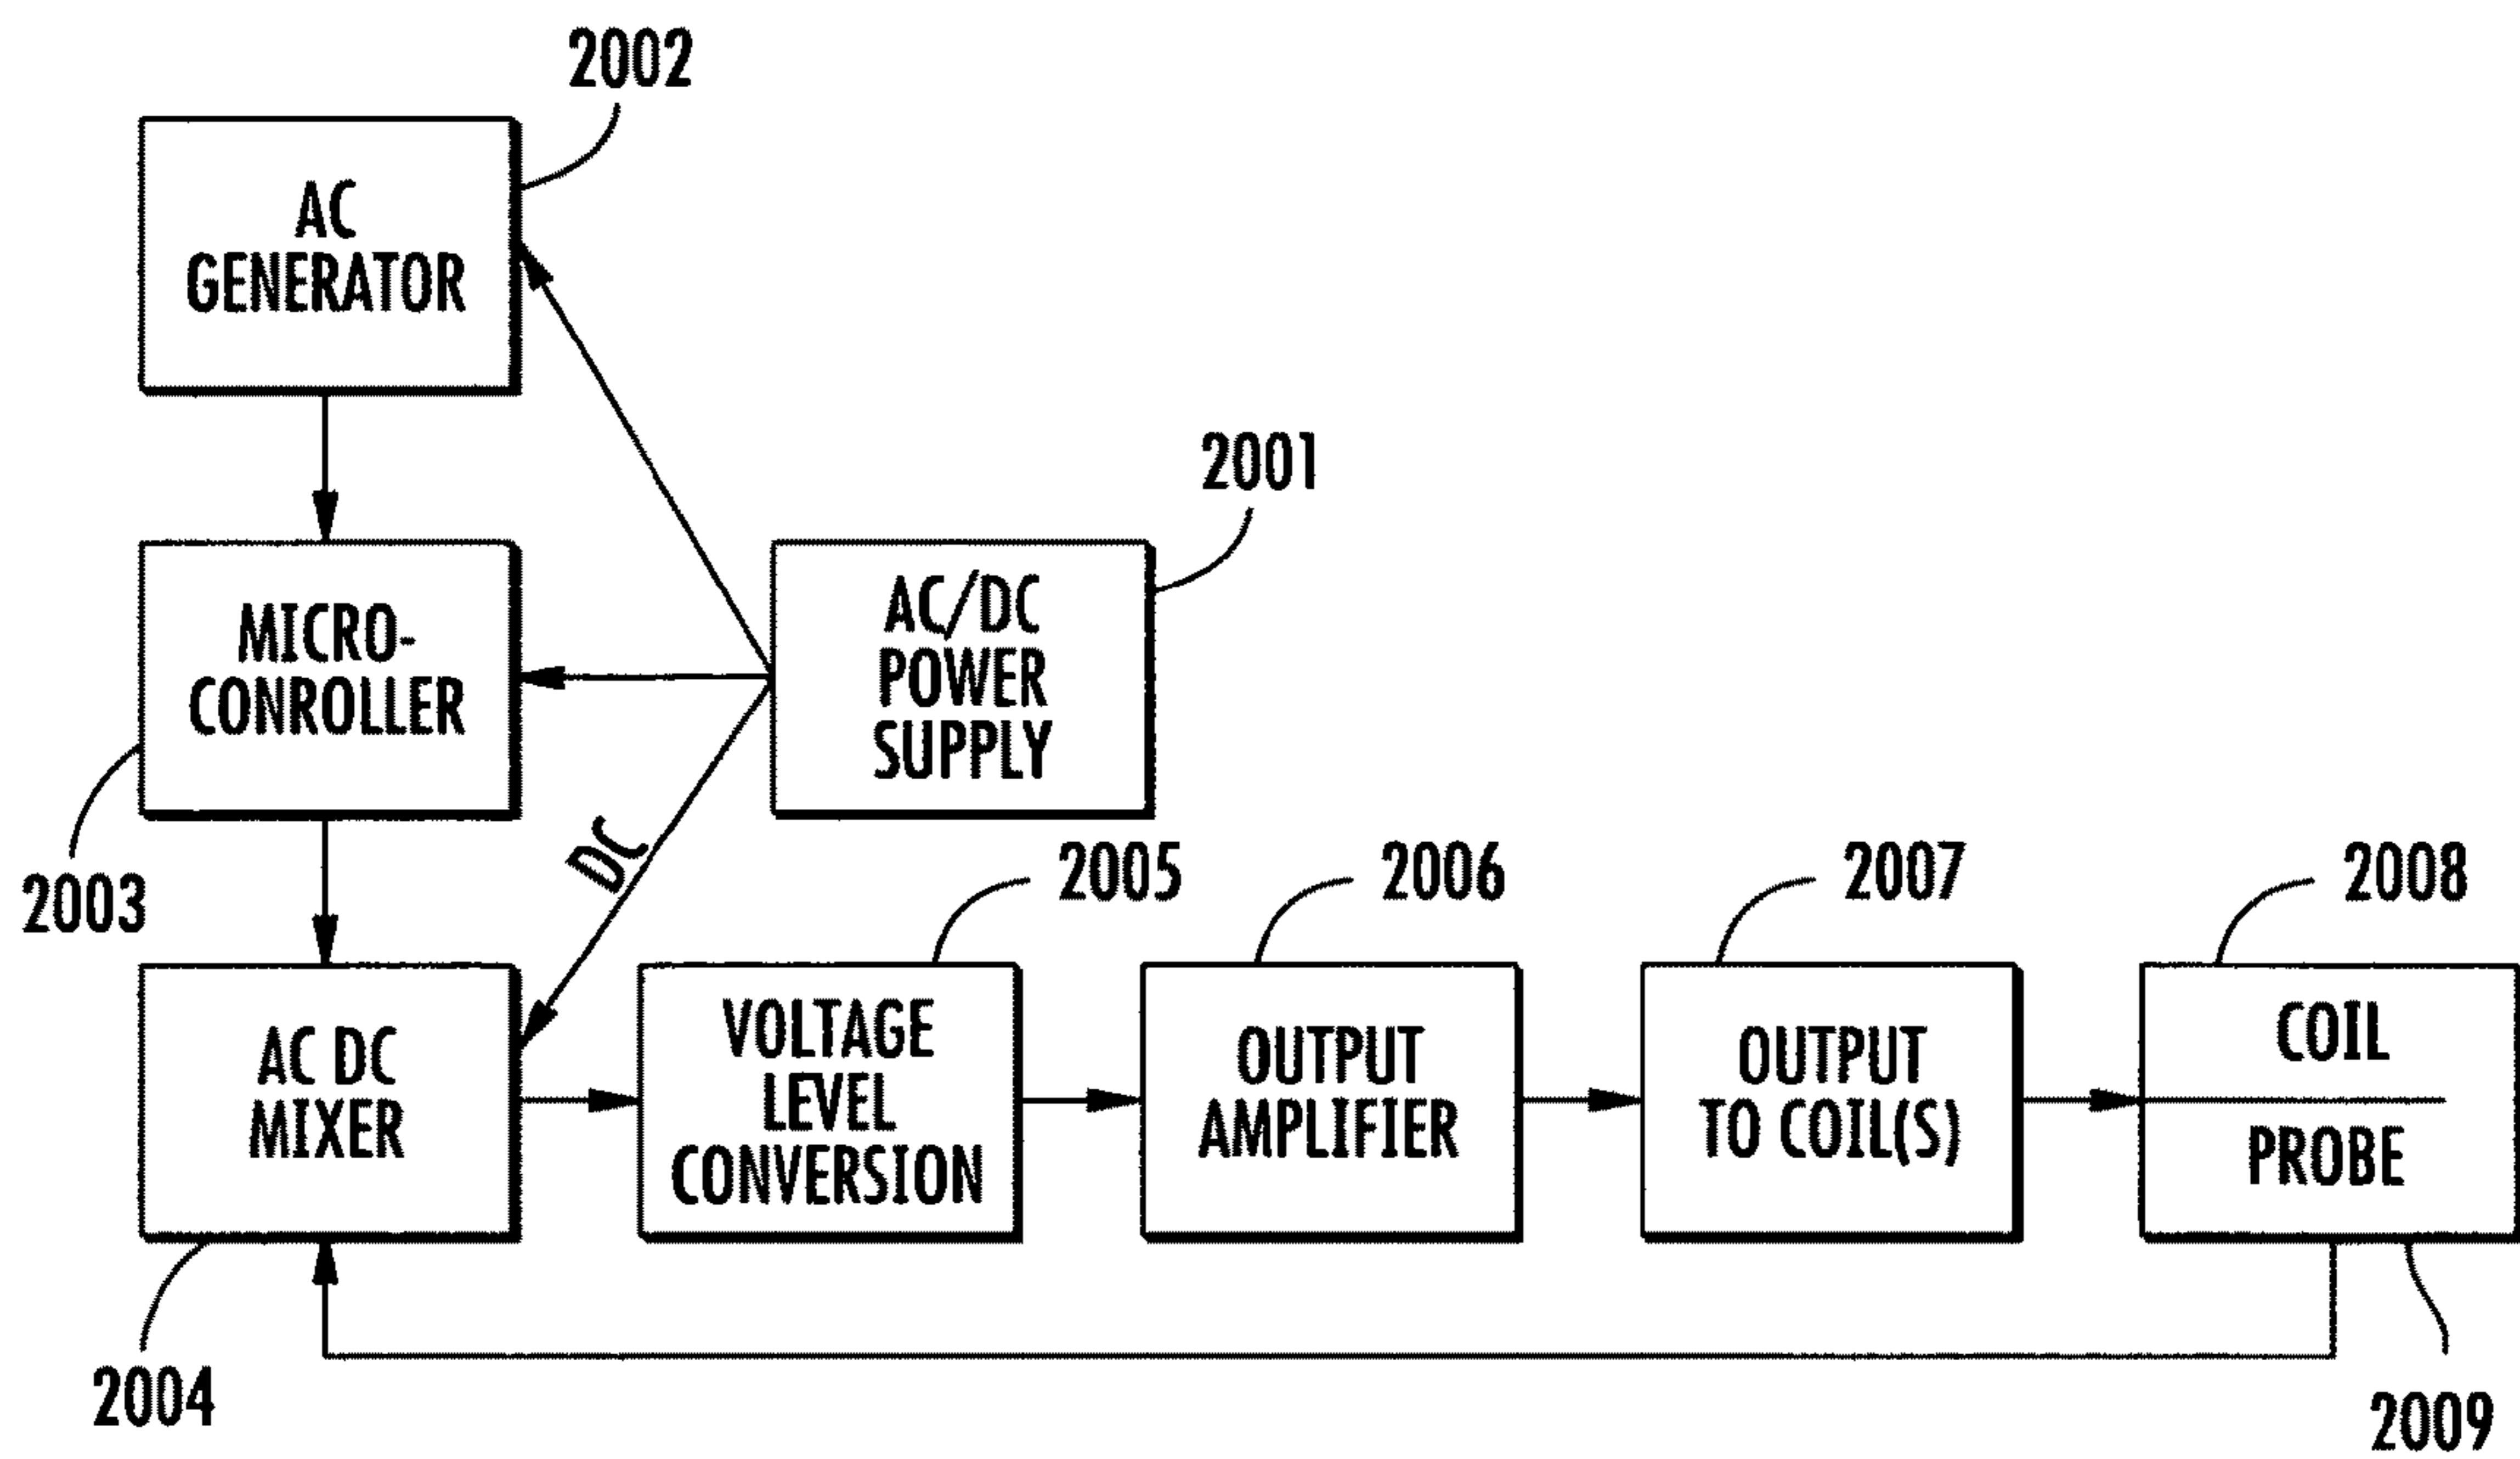 2002
AC
GENERATOR
2001
MICRO-
CONROLLER
AC/DC
POWER
SUPPLY
2003
DC
2005
2006
2007
2008
AC DC
MIXER
VOLTAGE
LEVEL
CONVERSION
OUTPUT
AMPLIFIER
OUTPUT
TO COIL(S)
COIL
PROBE
2004
2009